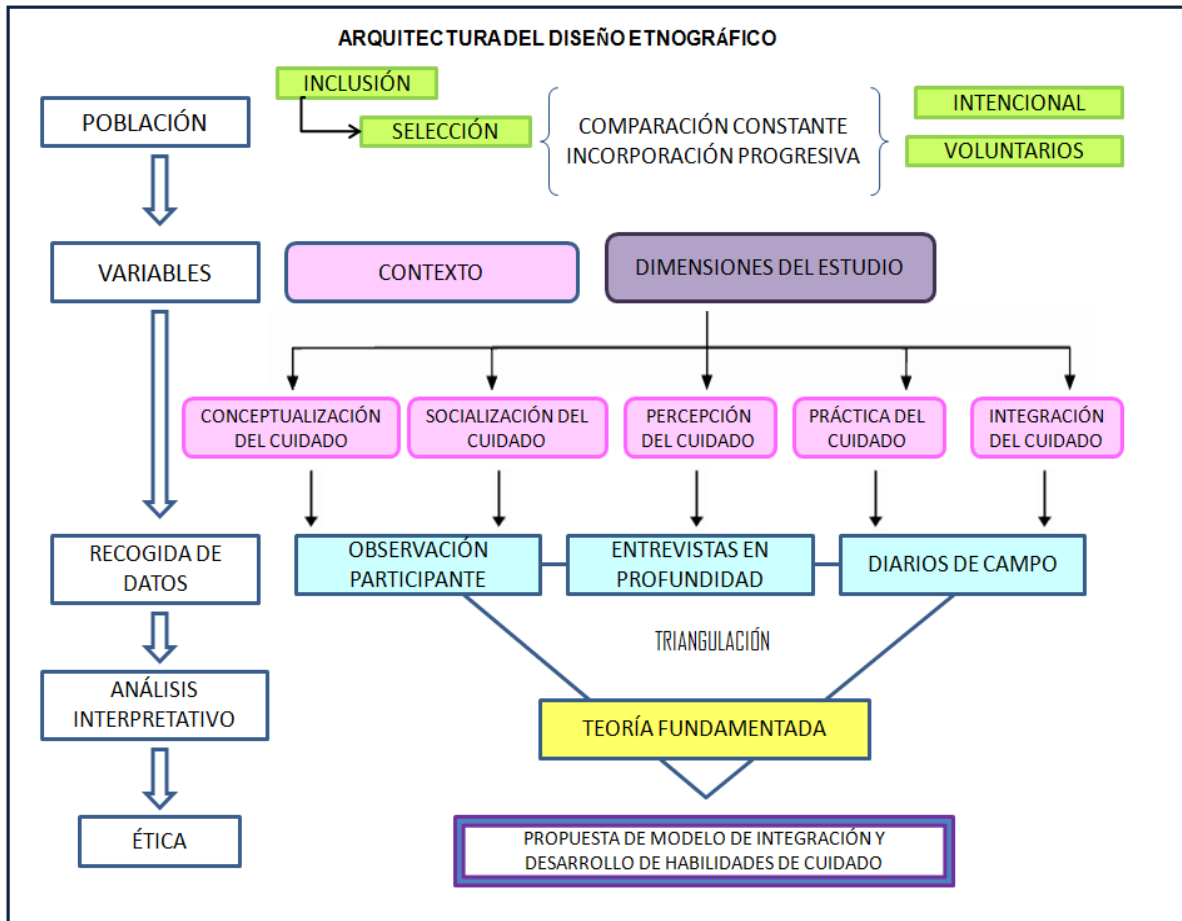 ARQUITECTURA DEL DISEÑO ETNOGRÁFICO
POBLACIÓN
INCLUSIÓN
SELECCIÓN
COMPARACIÓN CONSTANTE
INCORPORACIÓN PROGRESIVA
INTENCIONAL
VOLUNTARIOS
VARIABLES
CONTEXTO
DIMENSIONES DEL ESTUDIO
CONCEPTUALIZACIÓN
DEL CUIDADO
SOCIALIZACIÓN DEL
CUIDADO
PERCEPCIÓN
DEL CUIDADO
PRÁCTICA DEL
CUIDADO
INTEGRACIÓN
DEL CUIDADO
RECOGIDA DE
DATOS
OBSERVACIÓN
PARTICIPANTE
ENTREVISTAS EN
PROFUNDIDAD
DIARIOS DE CAMPO
TRIANGULACIÓN
ANÁLISIS
INTERPRETATIVO
TEORÍA FUNDAMENTADA
ÉTICA
PROPUESTA DE MODELO DE INTEGRACIÓN Y
DESARROLLO DE HABILIDADES DE CUIDADO